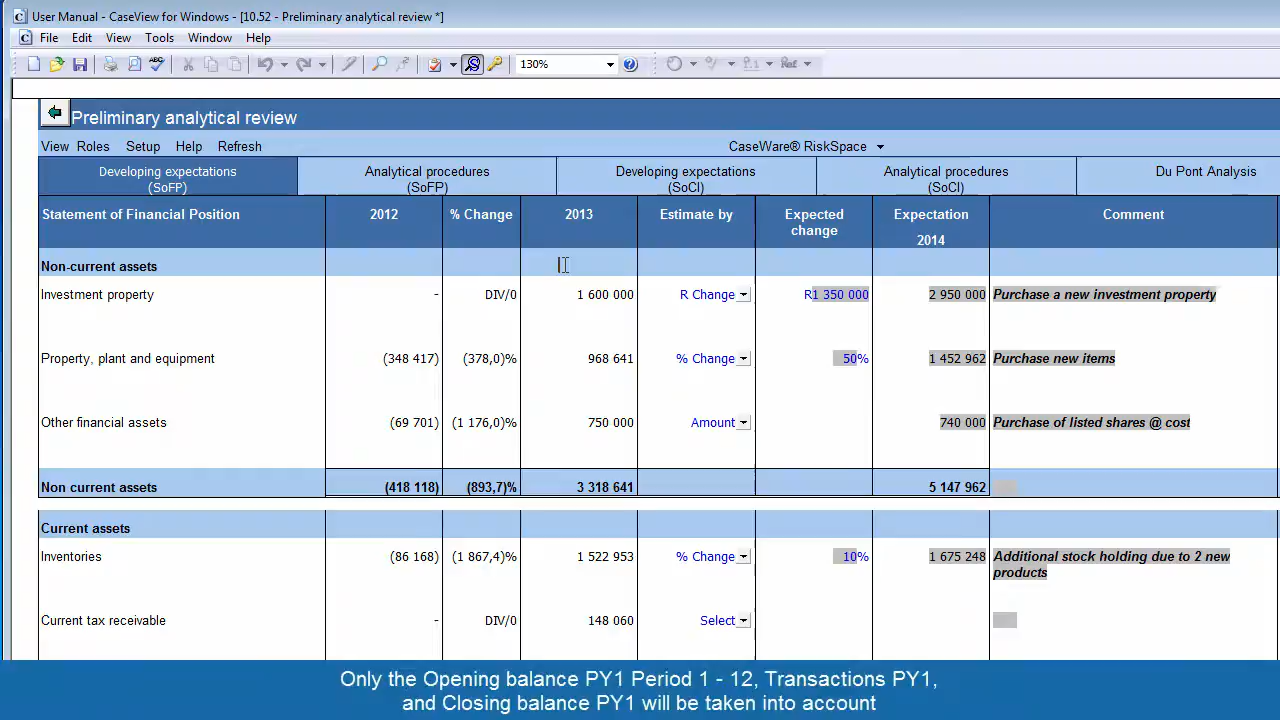 User Manual - CaseView for Windows - [10.52 - Preliminary analytical review *]
File Edit View Tools Window Help
130%
Preliminary analytical review
View Roles Setup Help Refresh CaseWare® RiskSpace
Developing expectations (SoFP) Analytical procedures (SoFP) Developing expectations (SoCI) Analytical procedures (SoCI) Du Pont Analysis
Statement of Financial Position 2012 % Change 2013 Estimate by Expected change Expectation 2014 Comment
Non-current assets
Investment property - DIV/0 1 600 000 R Change R1 350 000 2 950 000 Purchase a new investment property
Property, plant and equipment (348 417) (378,0)% 968 641 % Change 50% 1 452 962 Purchase new items
Other financial assets (69 701) (1 176,0)% 750 000 Amount 740 000 Purchase of listed shares @ cost
Non current assets (418 118) (893,7)% 3 318 641 5 147 962
Current assets
Inventories (86 168) (1 867,4)% 1 522 953 % Change 10% 1 675 248 Additional stock holding due to 2 new
products
Current tax receivable - DIV/0 148 060 Select
Only the Opening balance PY1 Period 1 - 12, Transactions PY1,
and Closing balance PY1 will be taken into account